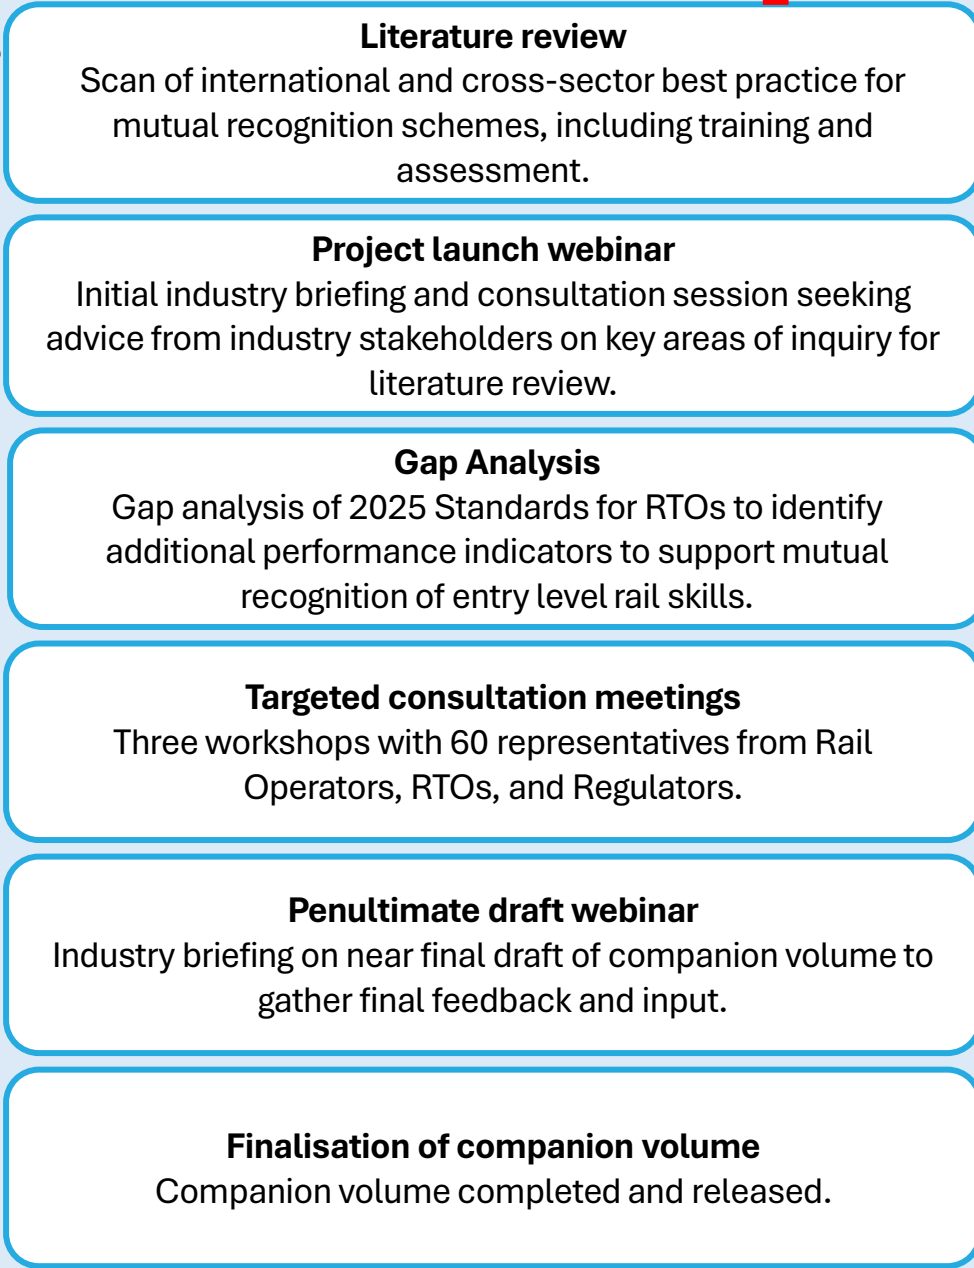 Literature review
Scan of international and cross-sector best practice for
mutual recognition schemes, including training and
assessment.
Project launch webinar
Initial industry briefing and consultation session seeking
advice from industry stakeholders on key areas of inquiry for
literature review.
Gap Analysis
Gap analysis of 2025 Standards for RTOs to identify
additional performance indicators to support mutual
recognition of entry level rail skills.
Targeted consultation meetings
Three workshops with 60 representatives from Rail
Operators, RTOs, and Regulators.
Penultimate draft webinar
Industry briefing on near final draft of companion volume to
gather final feedback and input.
Finalisation of companion volume
Companion volume completed and released.